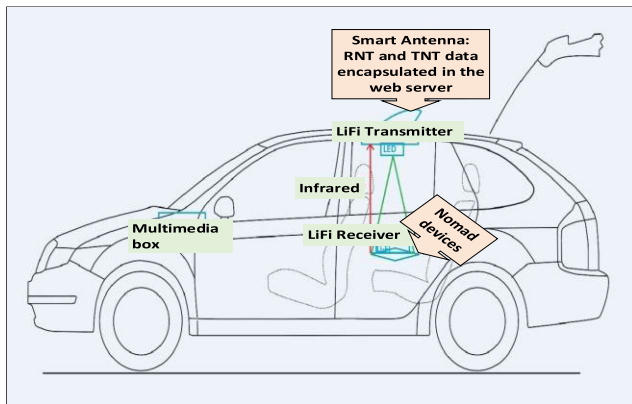 Smart Antenna:
RNT and TNT data
encapsulated in the
web server
LiFi Transmitter
LED
Infrared
Multimedia
box
LiFi Receiver
Nomad
devices